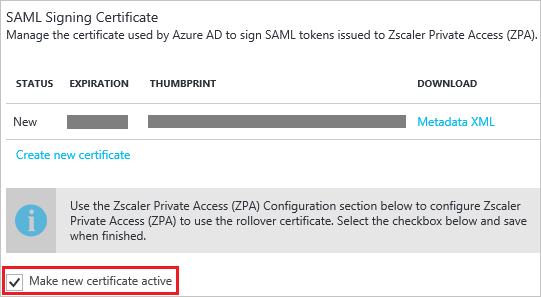 SAML Signing Certificate
Manage the certificate used by Azure AD to sign SAML tokens issued to Zscaler Private Access (ZPA).
STATUS EXPIRATION THUMBPRINT DOWNLOAD
New Metadata XML
Create new certificate
Use the Zscaler Private Access (ZPA) Configuration section below to configure Zscaler
Private Access (ZPA) to use the rollover certificate. Select the checkbox below and save
when finished.
Make new certificate active